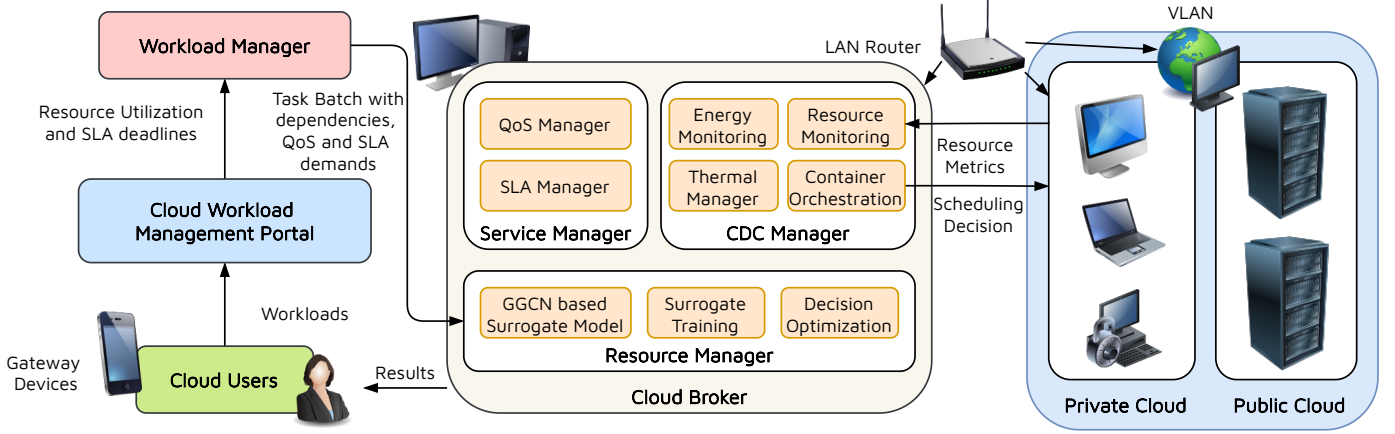 Workload Manager
Resource Utilization
and SLA deadlines
Task Batch with
dependencies,
QoS and SLA
demands
Cloud Workload
Management Portal
Workloads
Gateway
Devices
Cloud Users
Results
QoS Manager
SLA Manager
Service Manager
Energy
Monitoring
Resource
Monitoring
Thermal
Manager
Container
Orchestration
CDC Manager
GGCN based
Surrogate Model
Surrogate
Training
Decision
Optimization
Resource Manager
Cloud Broker
LAN Router
VLAN
Resource
Metrics
Scheduling
Decision
Private Cloud
Public Cloud